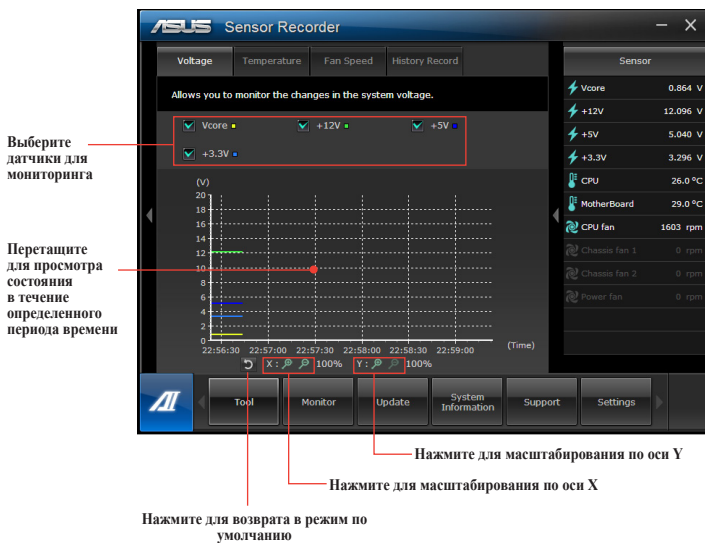 ASUS Sensor Recorder
Voltage Temperature Fan Speed History Record
Allows you to monitor the changes in the system voltage.
Vcore +12V +5V
+3.3V
Выберите
датчики для
мониторинга
Перетащите
для просмотра
состояния
в течение
определенного
периода времени
(V)
20
18
16
14
12
10
8
6
4
2
0
22:56:30 22:57:00 22:57:30 22:58:00 22:58:30 22:59:00
(Time)
X : 100% Y : 100%
Sensor
Vcore 0.864 V
+12V 12.096 V
+5V 5.040 V
+3.3V 3.296 V
CPU 26.0 °C
MotherBoard 29.0 °C
CPU fan 1603 rpm
Chassis fan 1 0 rpm
Chassis fan 2 0 rpm
Power fan 0 rpm
Tool Monitor Update System
Information Support Settings
Нажмите для масштабирования по оси Y
Нажмите для масштабирования по оси X
Нажмите для возврата в режим по
умолчанию